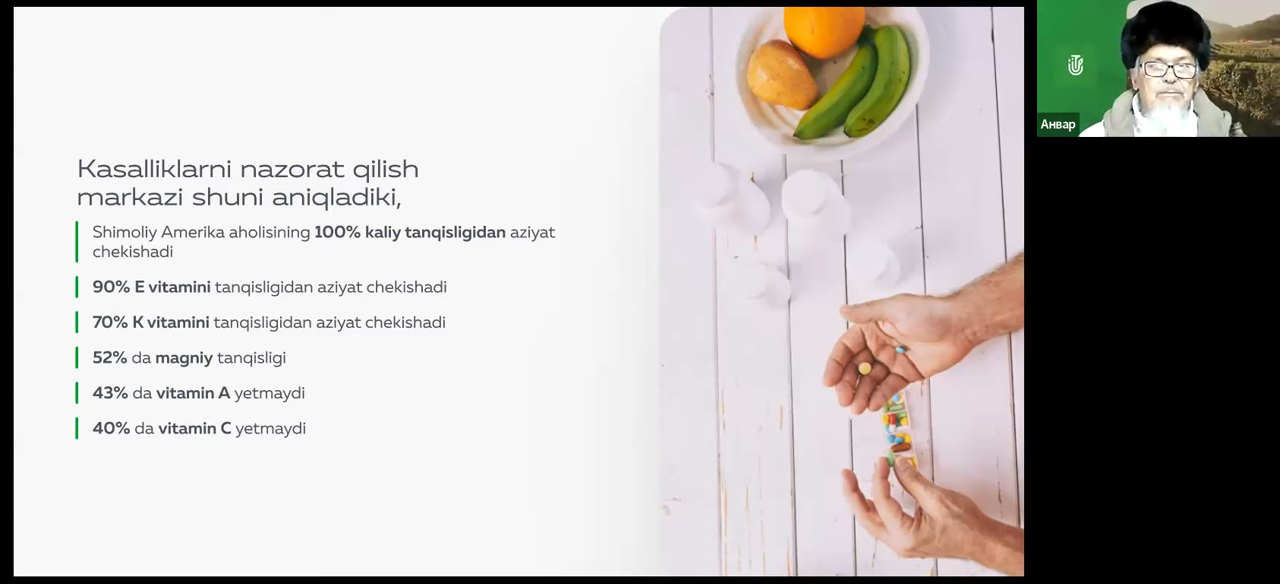 Kasalliklarni nazorat qilish
markazi shuni aniqladiki,
Shimoliy Amerika aholisining 100% kaliy tanqisligidan aziyat
chekishadi
90% E vitamini tanqisligidan aziyat chekishadi
70% K vitamini tanqisligidan aziyat chekishadi
52% da magniy tanqisligi
43% da vitamin A yetmaydi
40% da vitamin C yetmaydi
Анвар